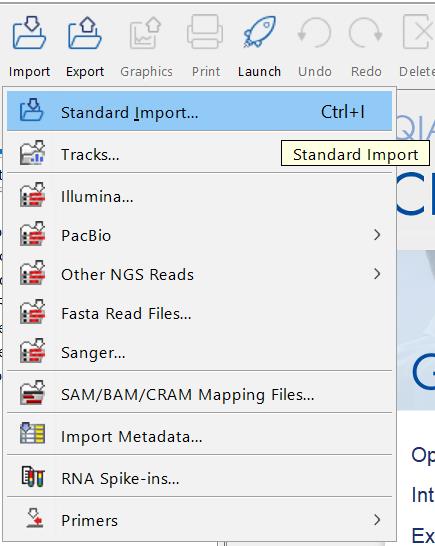 Import Export Graphics Print Launch Undo Redo Delete
Standard Import... Ctrl+I
Tracks...
Standard Import
Illumina...
PacBio
Other NGS Reads
Fasta Read Files...
Sanger...
SAM/BAM/CRAM Mapping Files...
Import Metadata...
RNA Spike-ins...
Primers
QIA
Op
Int
Ex